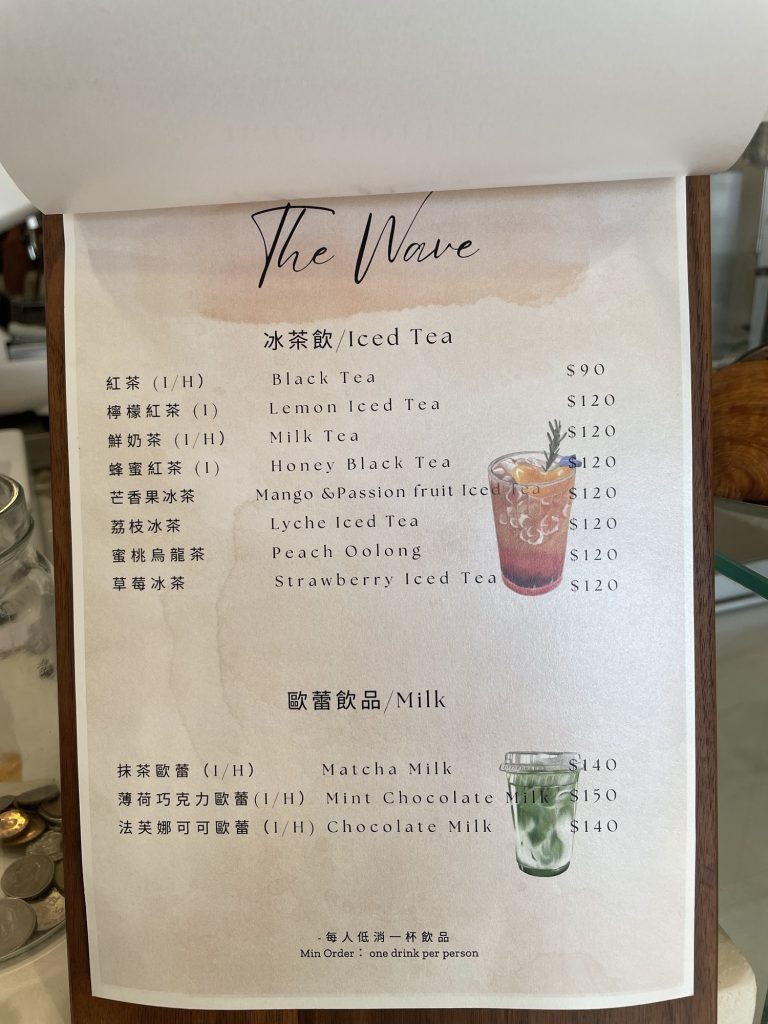 The Wave
冰茶飲/Iced Tea
紅茶 (I/H) Black Tea $90
檸檬紅茶 (I) Lemon Iced Tea $120
鮮奶茶 (I/H) Milk Tea $120
蜂蜜紅茶 (I) Honey Black Tea $120
芒香果冰茶 Mango &Passion fruit Iced Tea $120
荔枝冰茶 Lyche Iced Tea $120
蜜桃烏龍茶 Peach Oolong $120
草莓冰茶 Strawberry Iced Tea $120
歐蕾飲品/Milk
抹茶歐蕾 (I/H) Matcha Milk $140
薄荷巧克力歐蕾(I/H) Mint Chocolate Milk $150
法芙娜可可歐蕾 (I/H) Chocolate Milk $140
-每人低消一杯飲品
Min Order： one drink per person